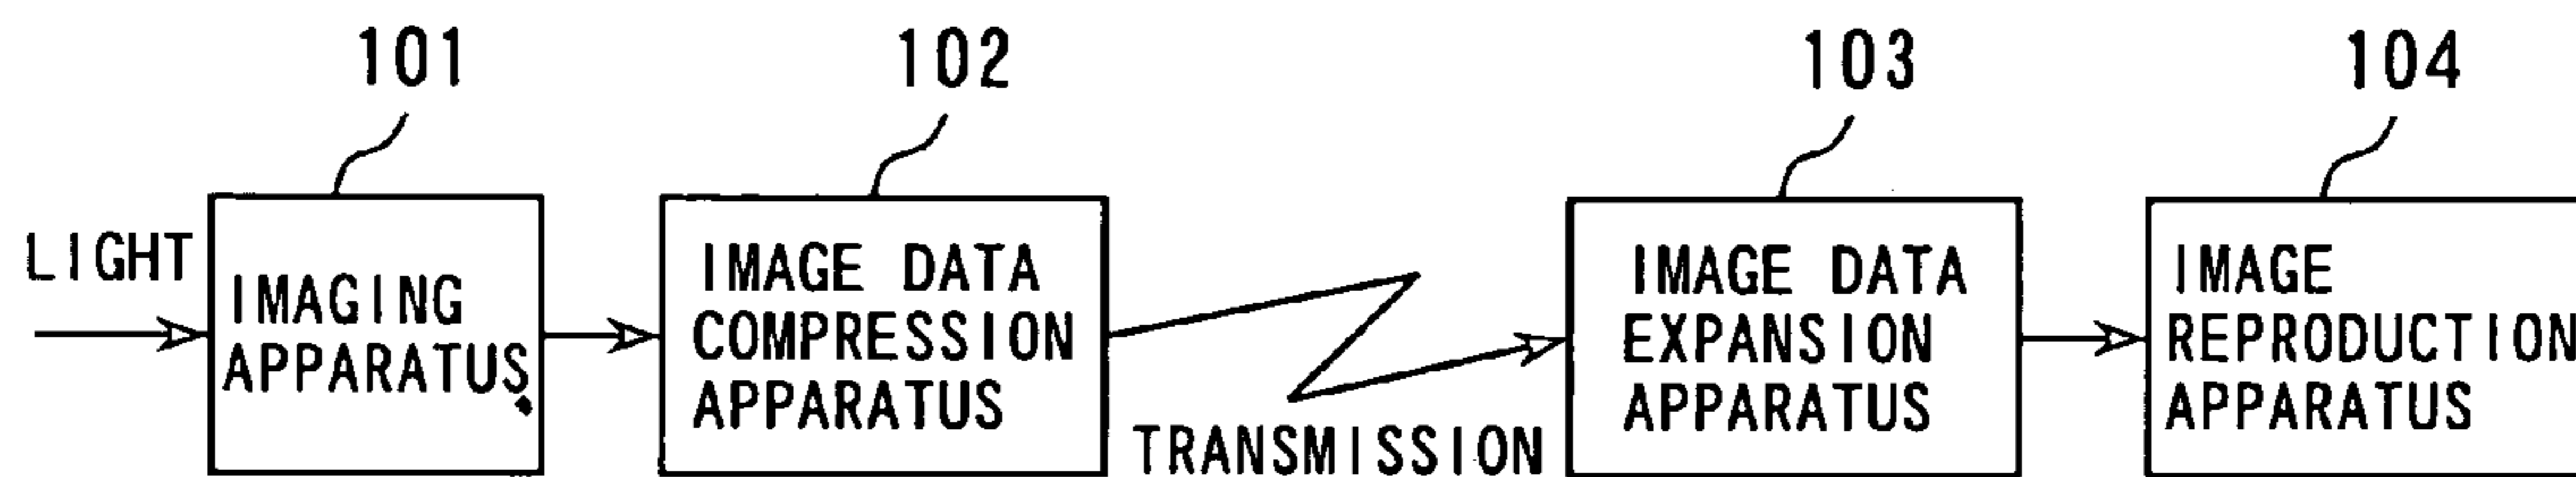 101
102
103
104
LIGHT
IMAGING
APPARATUS
IMAGE DATA
COMPRESSION
APPARATUS
TRANSMISSION
IMAGE DATA
EXPANSION
APPARATUS
IMAGE
REPRODUCTION
APPARATUS